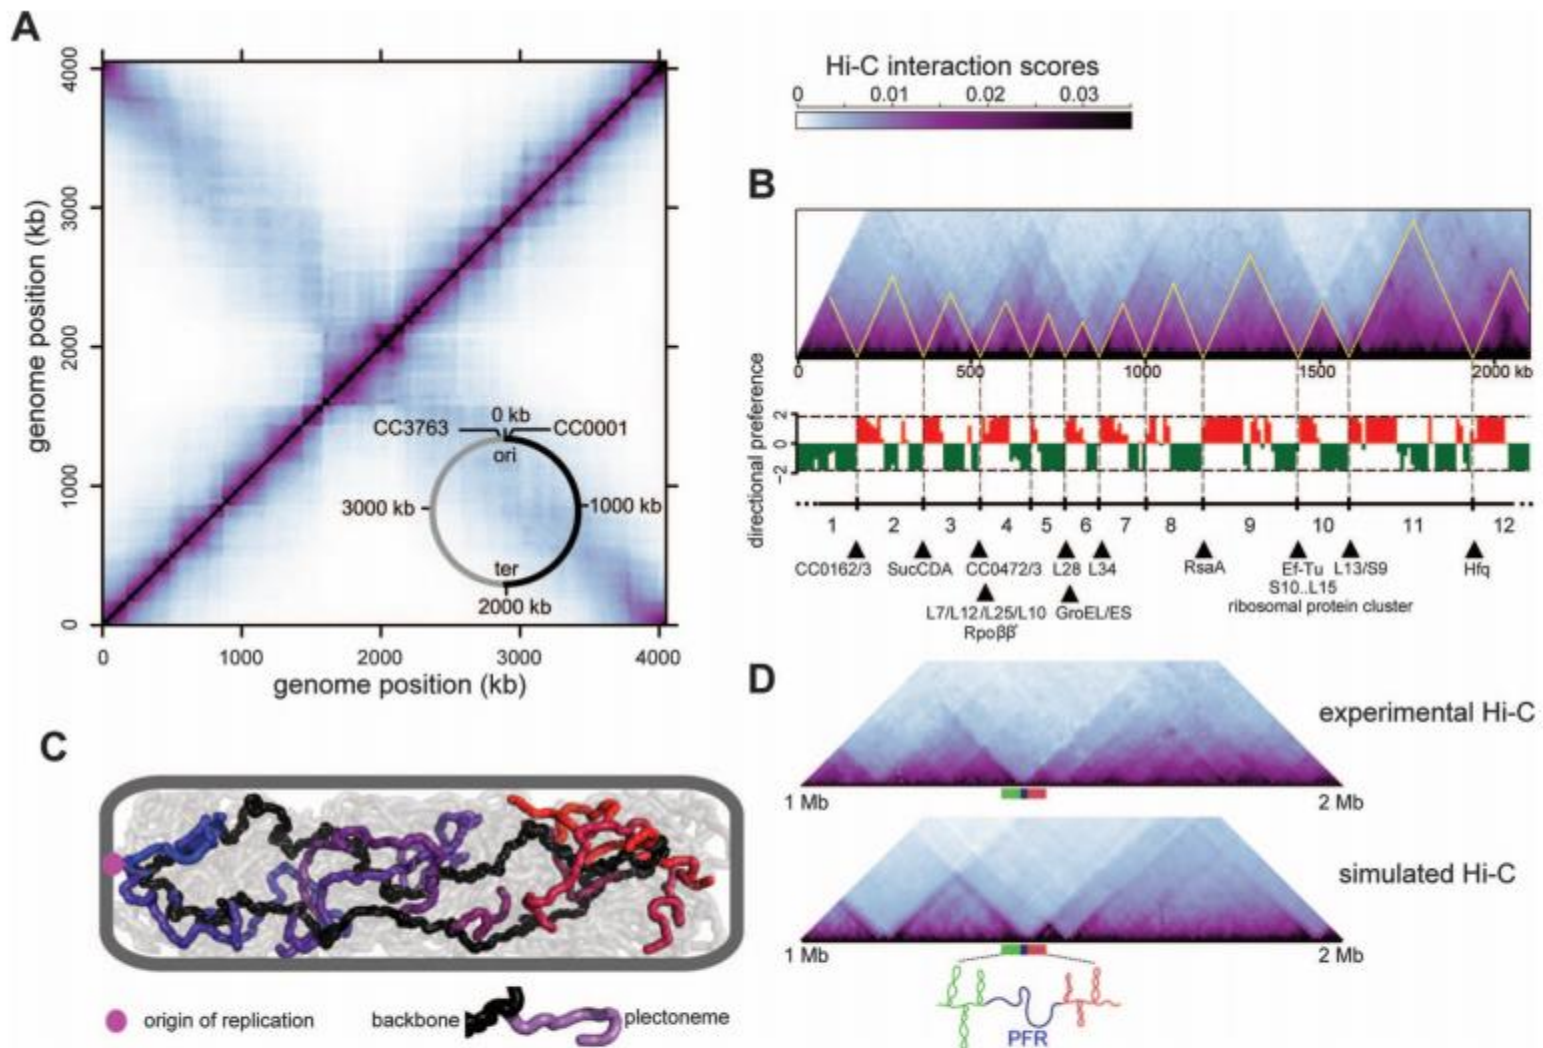 A
genome position (kb)
4000
3000
2000
1000
0
0 1000 2000 3000 4000
genome position (kb)
0 kb
CC3763 CC0001
ori
3000 kb 1000 kb
ter
2000 kb
Hi-C interaction scores
0 0.01 0.02 0.03
B
0 500 1000 1500 2000 kb
directional preference
2
0
-2
1 2 3 4 5 6 7 8 9 10 11 12
CC0162/3 SucCDA CC0472/3 L28 L34 RsaA Ef-Tu L13/S9 Hfq
S10..L15
L7/L12/L25/L10 GroEL/ES ribosomal protein cluster
Rpoββ'
C
origin of replication backbone plectoneme
D
experimental Hi-C
1 Mb 2 Mb
simulated Hi-C
1 Mb 2 Mb
PFR